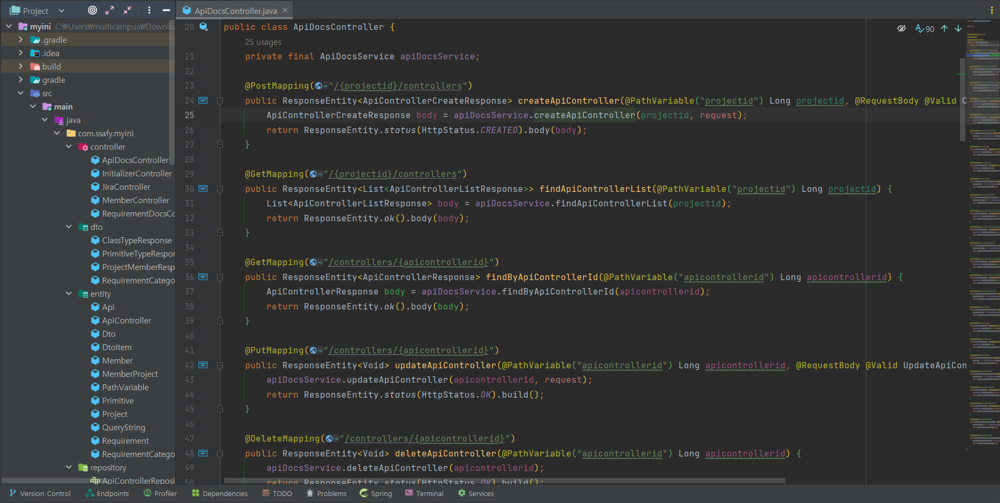 Project
myini C:₩Users₩multicampus₩Downlo
.gradle
.idea
build
gradle
src
main
java
com.ssafy.myini
controller
ApiDocsController
InitializerController
JiraController
MemberController
RequirementDocsCo
dto
ClassTypeResponse
PrimitiveTypeRespor
ProjectMemberResp
RequirementCatego
entity
Api
ApiController
Dto
DtoItem
Member
MemberProject
PathVariable
Primitive
Project
QueryString
Requirement
RequirementCatego
repository
ApiControllerReposi
ApiDocsController.java
90
20 public class ApiDocsController {
25 usages
21 private final ApiDocsService apiDocsService;
22
23 @PostMapping("/{projectid}/controllers")
24 public ResponseEntity<ApiControllerCreateResponse> createApiController(@PathVariable("projectid") Long projectid, @RequestBody @Valid C
25 ApiControllerCreateResponse body = apiDocsService.createApiController(projectid, request);
26 return ResponseEntity.status(HttpStatus.CREATED).body(body);
27 }
28
29 @GetMapping("/{projectid}/controllers")
30 public ResponseEntity<List<ApiControllerListResponse>> findApiControllerList(@PathVariable("projectid") Long projectid) {
31 List<ApiControllerListResponse> body = apiDocsService.findApiControllerList(projectid);
32 return ResponseEntity.ok().body(body);
33 }
34
35 @GetMapping("/controllers/{apicontrollerid}")
36 public ResponseEntity<ApiControllerResponse> findByApiControllerId(@PathVariable("apicontrollerid") Long apicontrollerid) {
37 ApiControllerResponse body = apiDocsService.findByApiControllerId(apicontrollerid);
38 return ResponseEntity.ok().body(body);
39 }
40
41 @PutMapping("/controllers/{apicontrollerid}")
42 public ResponseEntity<Void> updateApiController(@PathVariable("apicontrollerid") Long apicontrollerid, @RequestBody @Valid UpdateApiCon
43 apiDocsService.updateApiController(apicontrollerid, request);
44 return ResponseEntity.status(HttpStatus.OK).build();
45 }
46
47 @DeleteMapping("/controllers/{apicontrollerid}")
48 public ResponseEntity<Void> deleteApiController(@PathVariable("apicontrollerid") Long apicontrollerid) {
49 apiDocsService.deleteApiController(apicontrollerid);
50 return ResponseEntity.status(HttpStatus.OK).build();
Version Control Endpoints Profiler Dependencies TODO Problems Spring Terminal Services